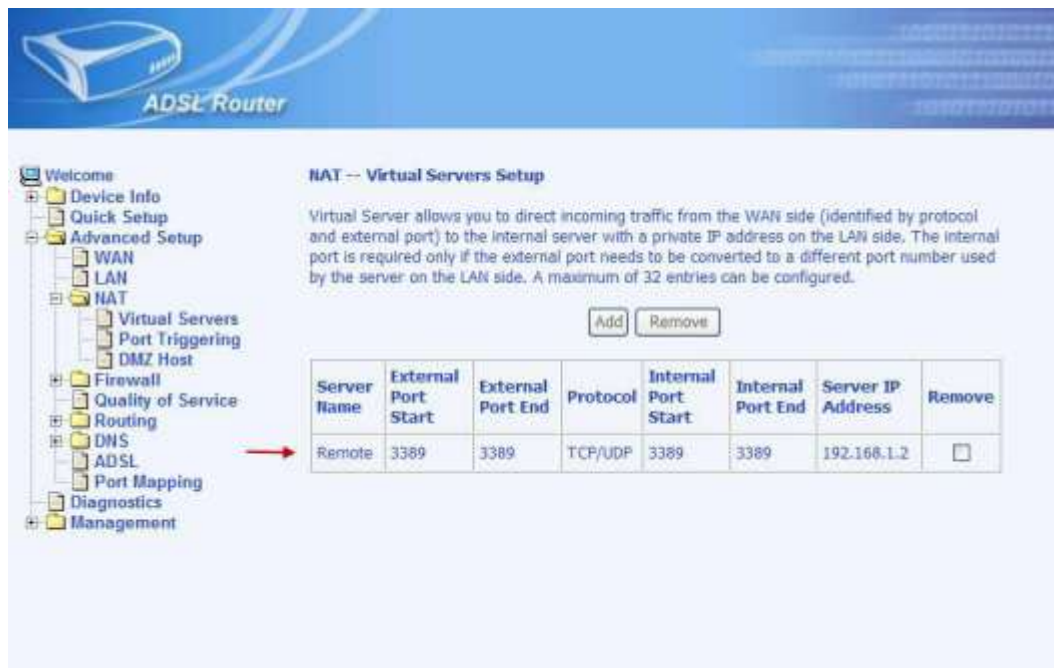 ADSL Router
Welcome
Device Info
Quick Setup
Advanced Setup
WAN
LAN
NAT
Virtual Servers
Port Triggering
DMZ Host
Firewall
Quality of Service
Routing
DNS
ADSL
Port Mapping
Diagnostics
Management
NAT -- Virtual Servers Setup
Virtual Server allows you to direct incoming traffic from the WAN side (identified by protocol
and external port) to the internal server with a private IP address on the LAN side. The internal
port is required only if the external port needs to be converted to a different port number used
by the server on the LAN side. A maximum of 32 entries can be configured.
Add Remove
Server Name External Port Start External Port End Protocol Internal Port Start Internal Port End Server IP Address Remove
Remote 3389 3389 TCP/UDP 3389 3389 192.168.1.2